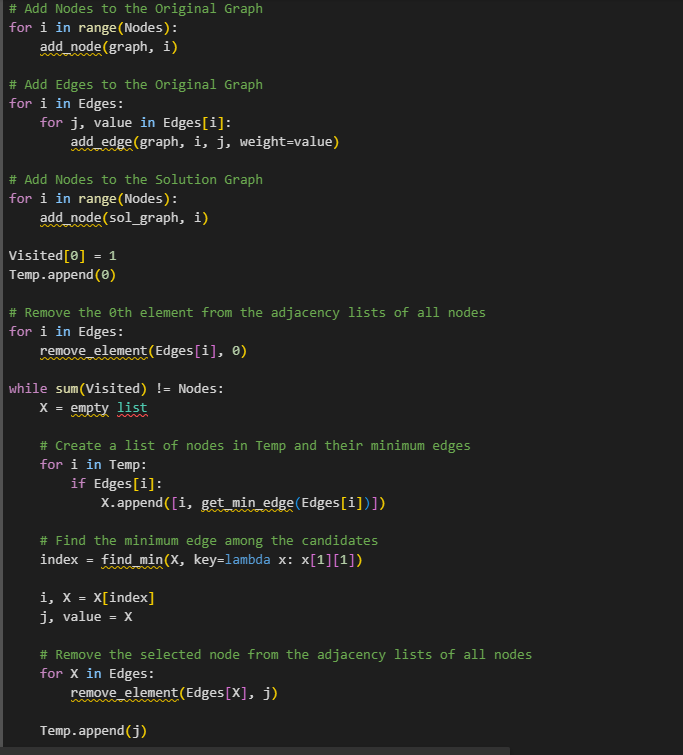 # Add Nodes to the Original Graph
for i in range(Nodes):
    add_node(graph, i)

# Add Edges to the Original Graph
for i in Edges:
    for j, value in Edges[i]:
        add_edge(graph, i, j, weight=value)

# Add Nodes to the Solution Graph
for i in range(Nodes):
    add_node(sol_graph, i)

Visited[0] = 1
Temp.append(0)

# Remove the 0th element from the adjacency lists of all nodes
for i in Edges:
    remove_element(Edges[i], 0)

while sum(Visited) != Nodes:
    X = empty list

    # Create a list of nodes in Temp and their minimum edges
    for i in Temp:
        if Edges[i]:
            X.append([i, get_min_edge(Edges[i])])

    # Find the minimum edge among the candidates
    index = find_min(X, key=lambda x: x[1][1])

    i, X = X[index]
    j, value = X

    # Remove the selected node from the adjacency lists of all nodes
    for X in Edges:
        remove_element(Edges[X], j)

    Temp.append(j)